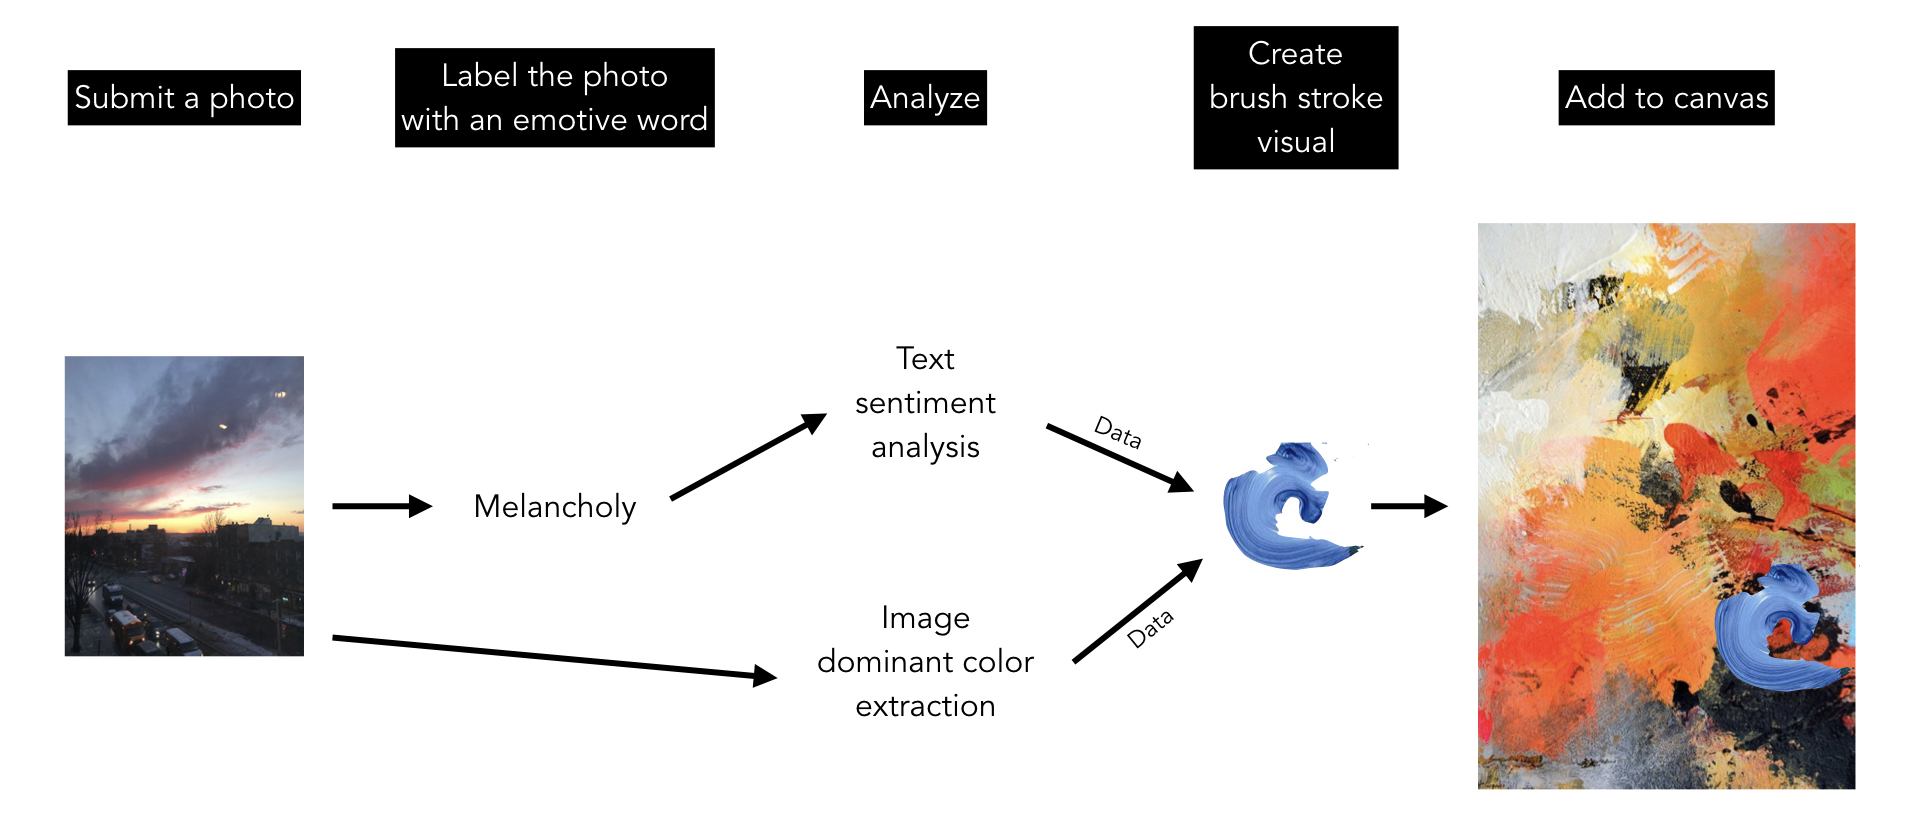 Submit a photo
Label the photo
with an emotive word
Analyze
Create
brush stroke
visual
Add to canvas
Melancholy
Text
sentiment
analysis
Image
dominant color
extraction
Data
Data